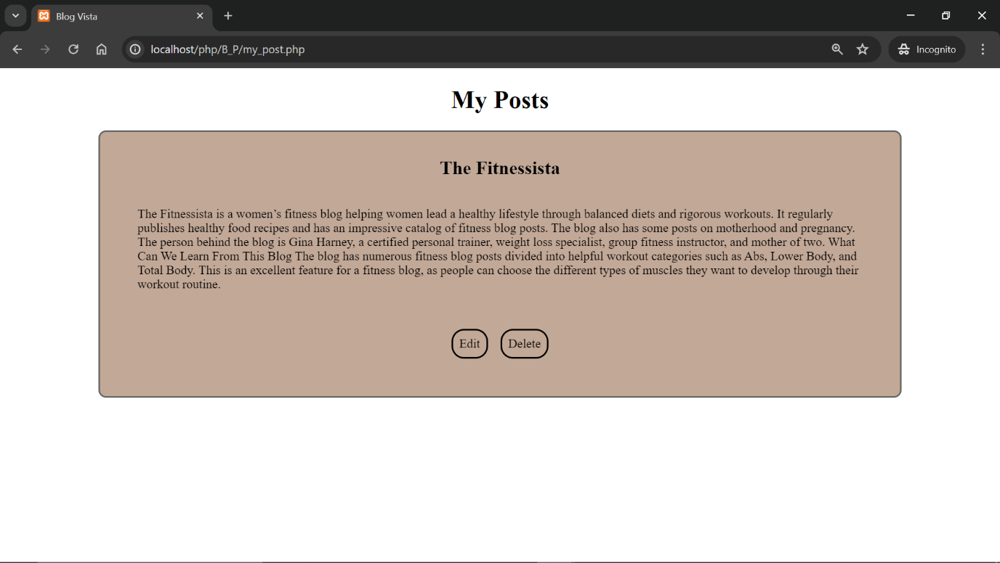 Blog Vista
localhost/php/B_P/my_post.php
Incognito
My Posts
The Fitnessista
The Fitnessista is a women’s fitness blog helping women lead a healthy lifestyle through balanced diets and rigorous workouts. It regularly
publishes healthy food recipes and has an impressive catalog of fitness blog posts. The blog also has some posts on motherhood and pregnancy.
The person behind the blog is Gina Harney, a certified personal trainer, weight loss specialist, group fitness instructor, and mother of two. What
Can We Learn From This Blog The blog has numerous fitness blog posts divided into helpful workout categories such as Abs, Lower Body, and
Total Body. This is an excellent feature for a fitness blog, as people can choose the different types of muscles they want to develop through their
workout routine.
Edit Delete